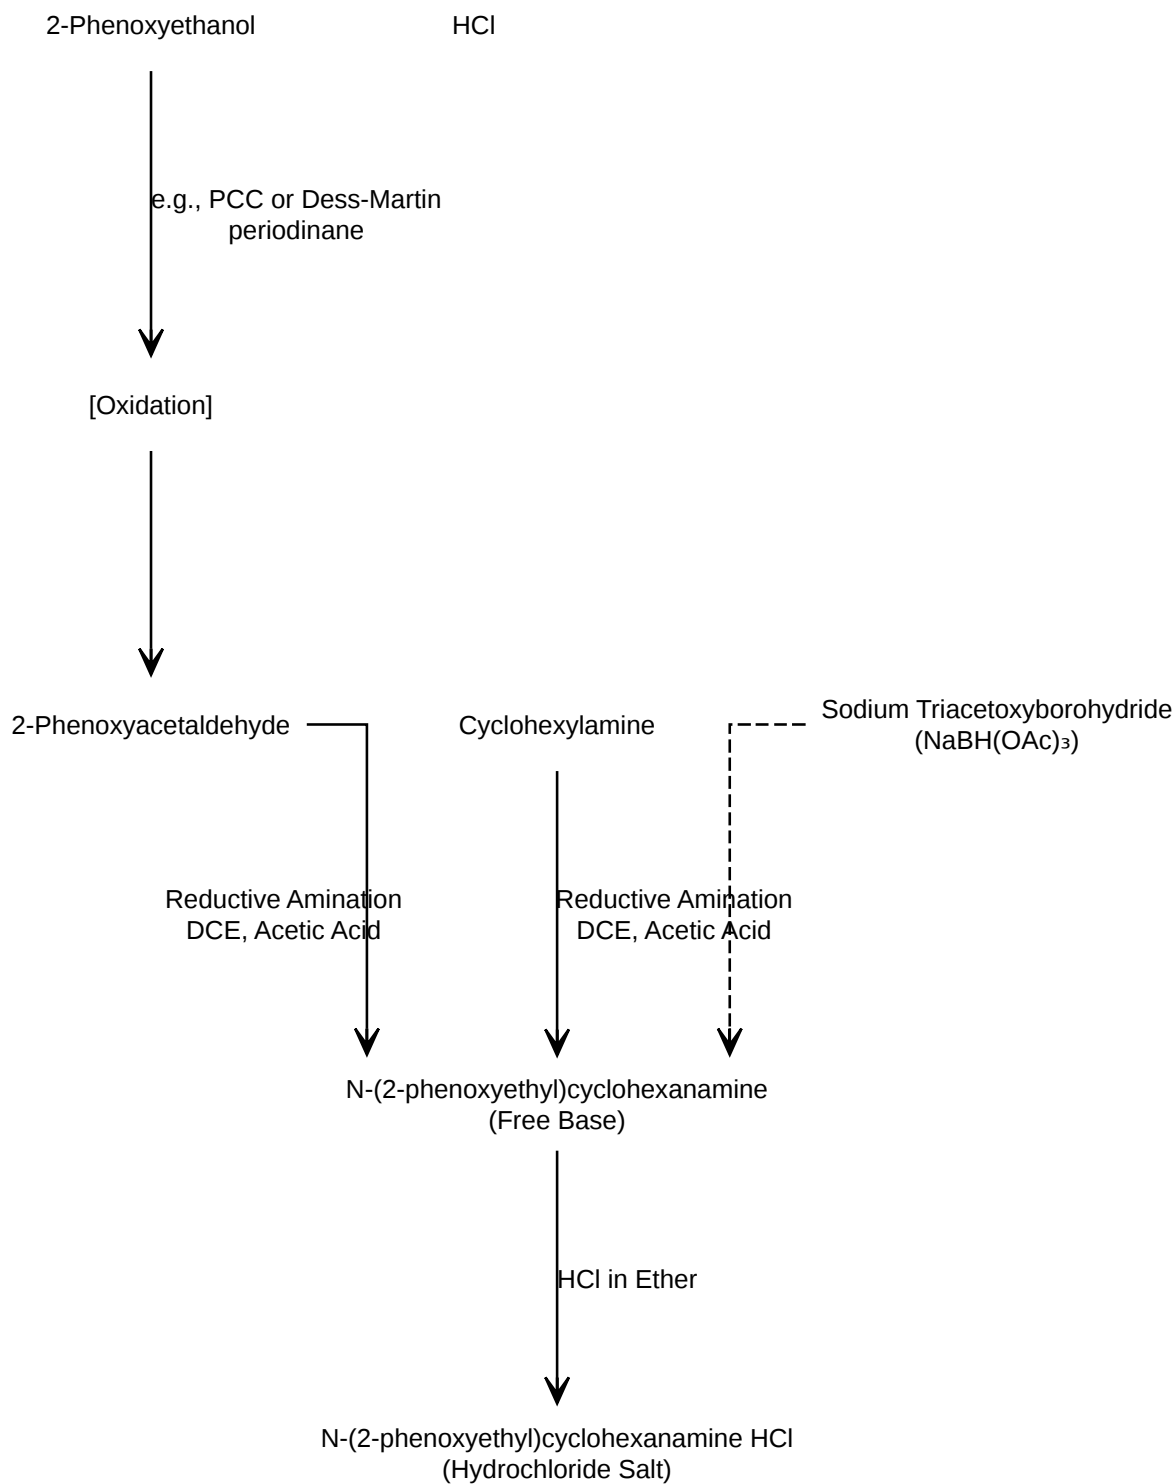 2-Phenoxyethanol
HCl
e.g., PCC or Dess-Martin
periodinane
[Oxidation]
2-Phenoxyacetaldehyde
Cyclohexylamine
Sodium Triacetoxyborohydride
(NaBH(OAc)₃)
Reductive Amination
DCE, Acetic Acid
Reductive Amination
DCE, Acetic Acid
N-(2-phenoxyethyl)cyclohexanamine
(Free Base)
HCl in Ether
N-(2-phenoxyethyl)cyclohexanamine HCl
(Hydrochloride Salt)